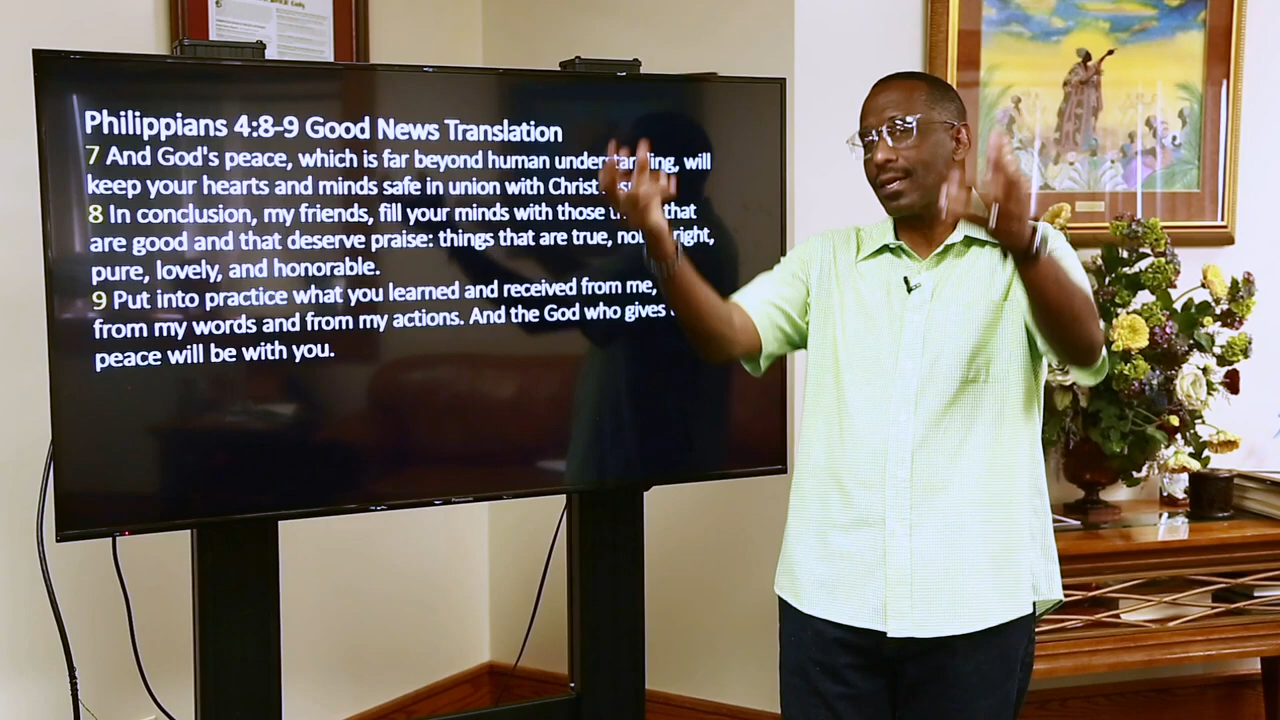 Philippians 4:8-9 Good News Translation
7 And God's peace, which is far beyond human understanding, will
keep your hearts and minds safe in union with Christ
8 In conclusion, my friends, fill your minds with those that
are good and that deserve praise: things that are true, right,
pure, lovely, and honorable.
9 Put into practice what you learned and received from me,
from my words and from my actions. And the God who gives
peace will be with you.
Panasonic